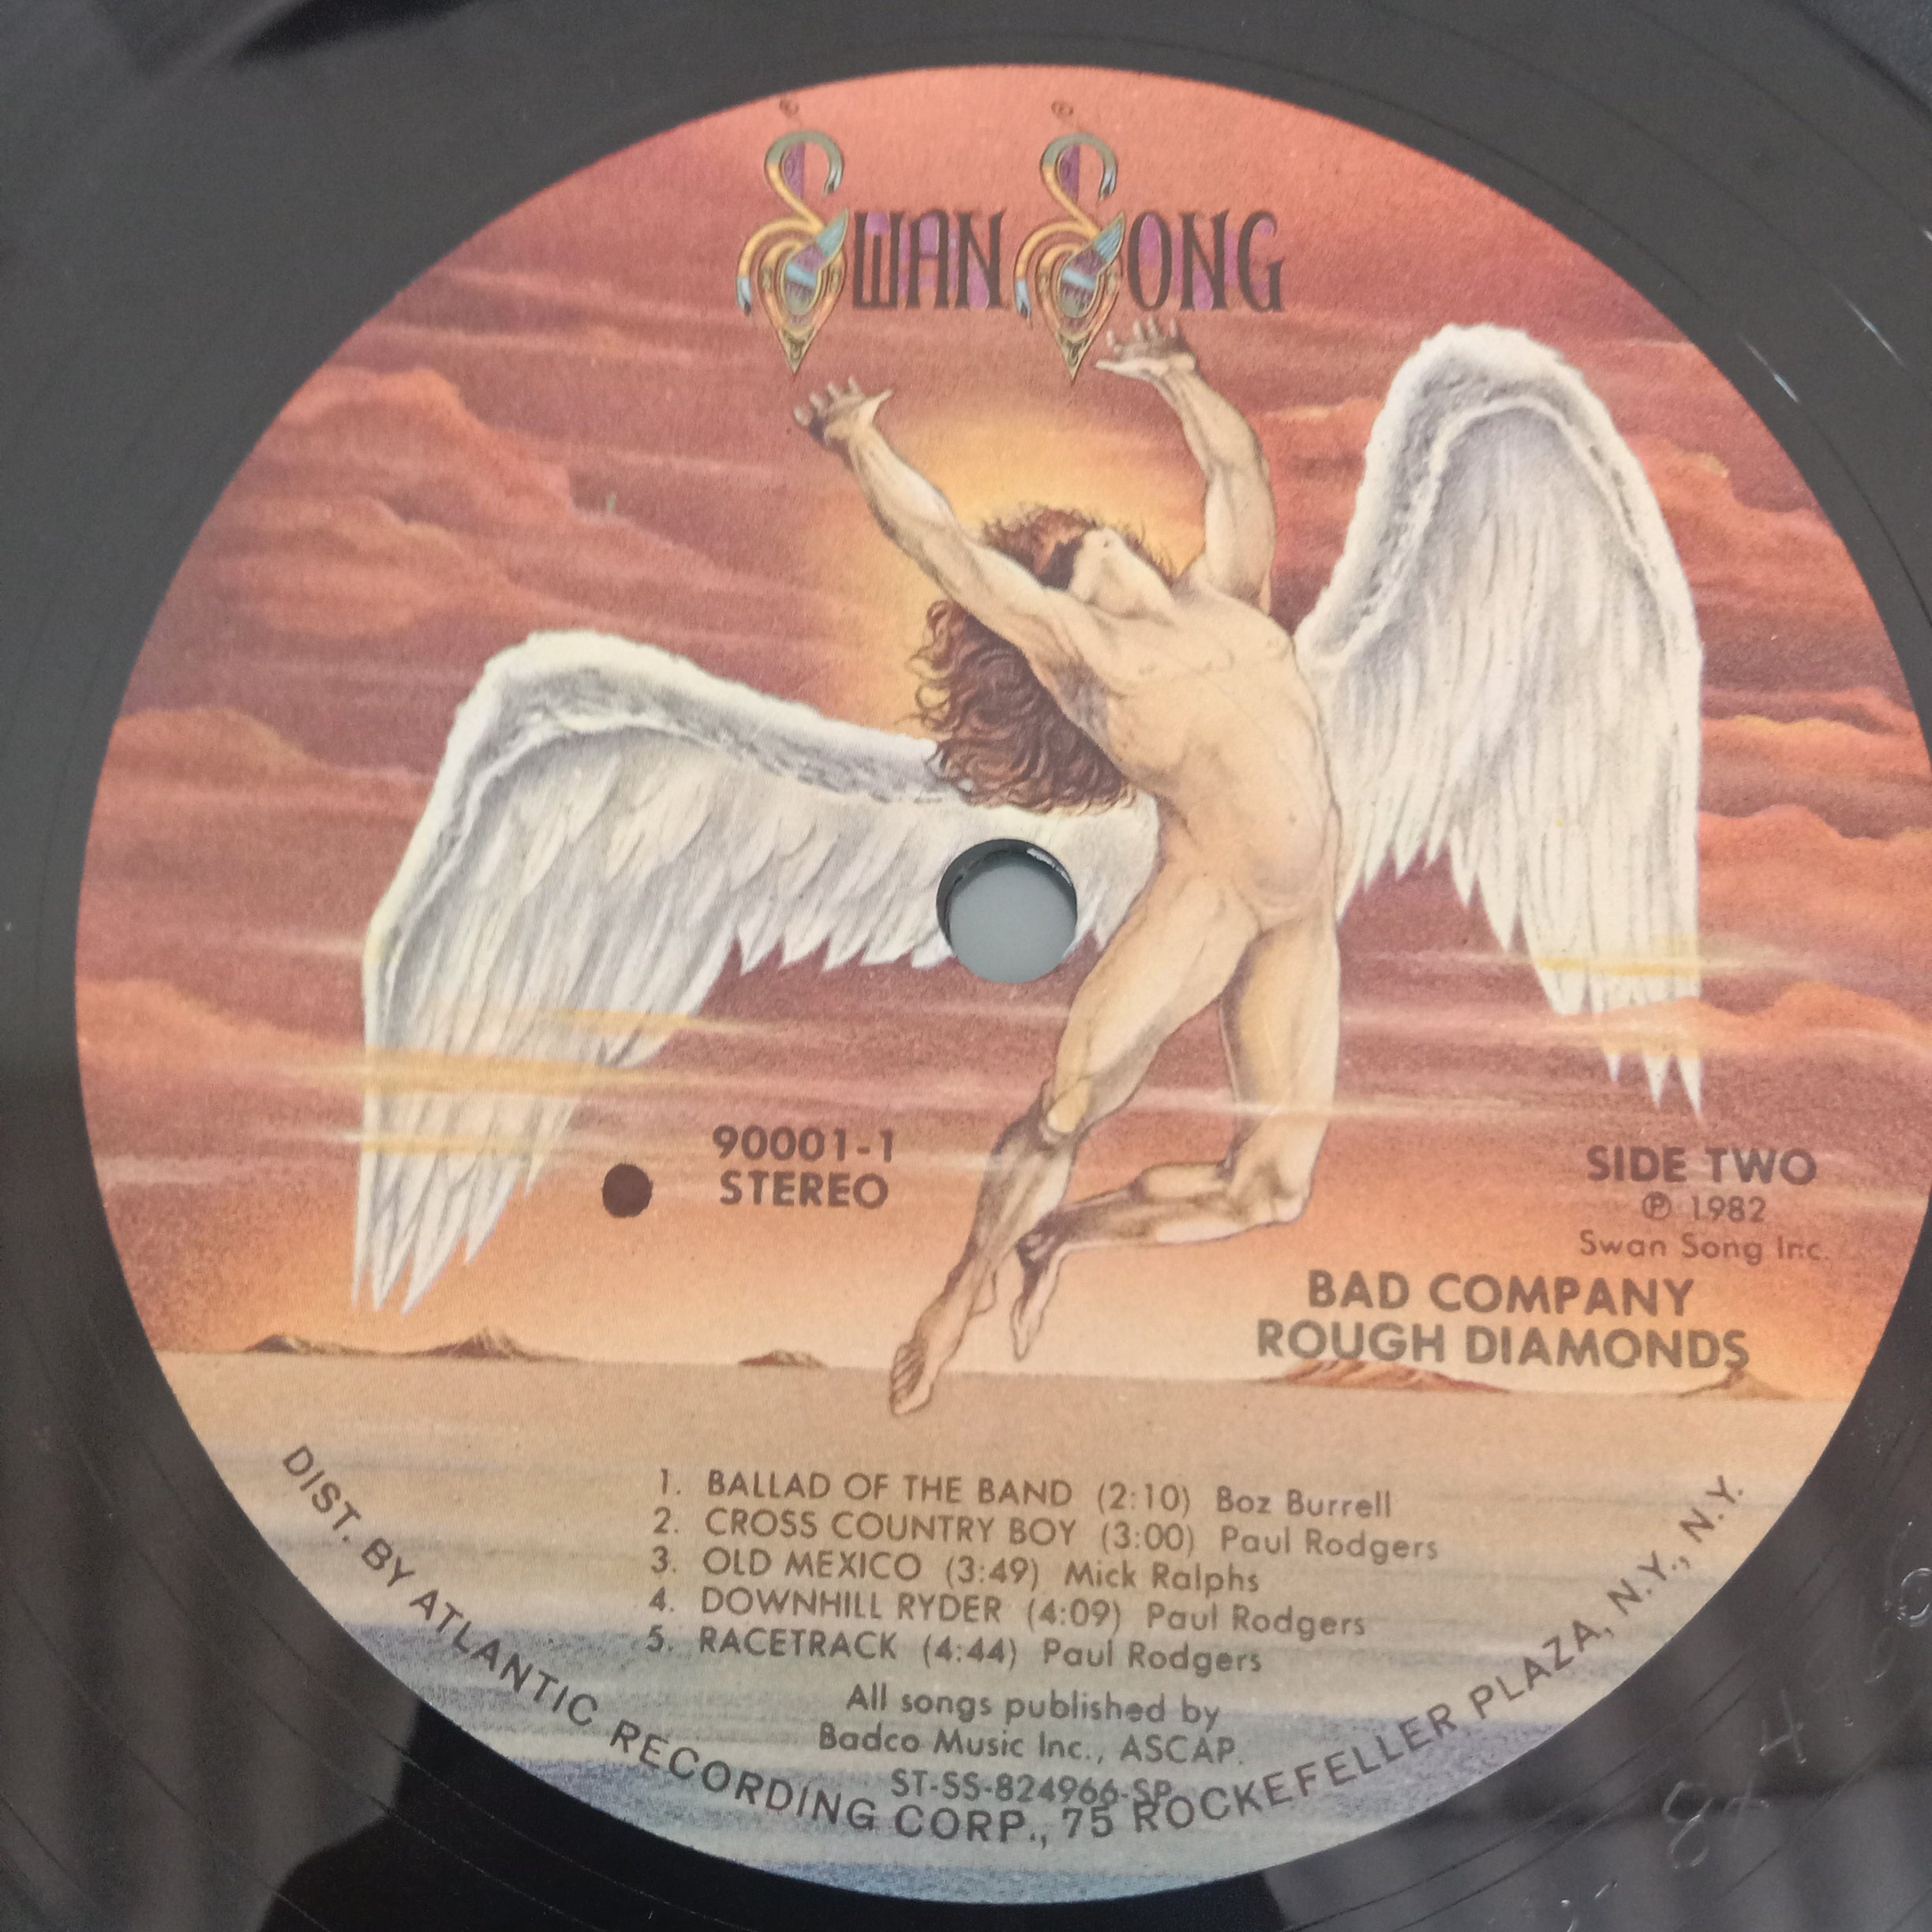 SWAN SONG
90001-1
STEREO
SIDE TWO
℗ 1982
Swan Song Inc.
BAD COMPANY
ROUGH DIAMONDS
1. BALLAD OF THE BAND (2:10) Boz Burrell
2. CROSS COUNTRY BOY (3:00) Paul Rodgers
3. OLD MEXICO (3:49) Mick Ralphs
4. DOWNHILL RYDER (4:09) Paul Rodgers
5. RACETRACK (4:44) Paul Rodgers
All songs published by
Badco Music Inc., ASCAP.
ST-SS-824966-SP
DIST. BY ATLANTIC RECORDING CORP., 75 ROCKEFELLER PLAZA, N.Y., N.Y.